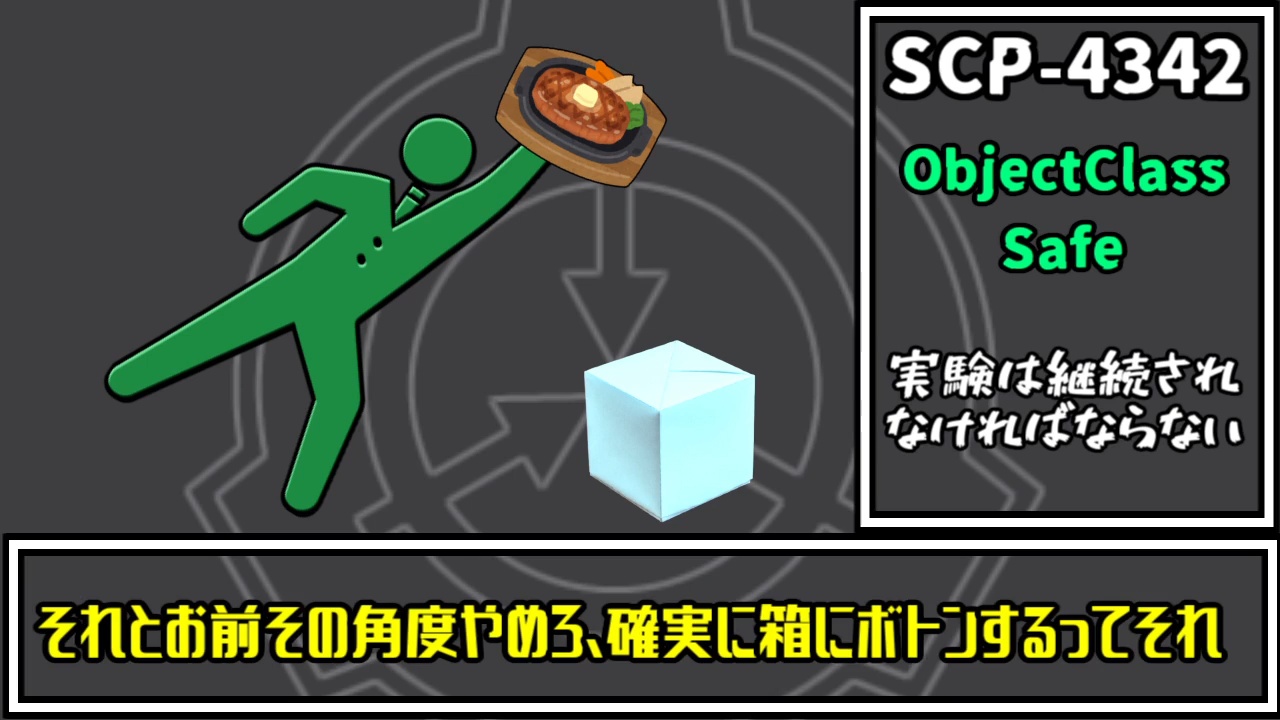 SCP-4342
ObjectClass
Safe
実験は継続され
なければならない
それとお前その角度やめろ、確実に箱にボトンするってそれ